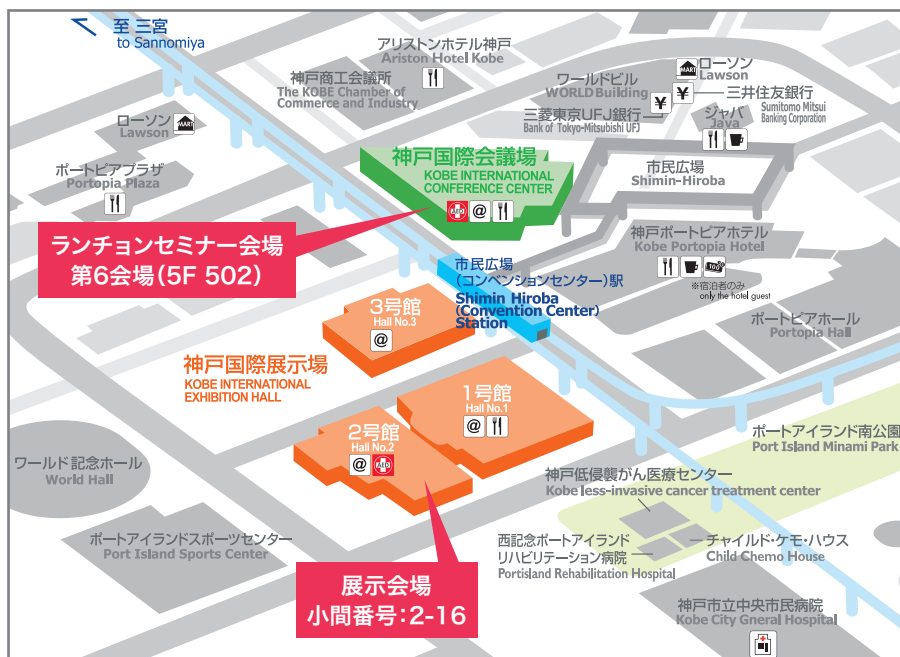 至 三宮
to Sannomiya
アリストンホテル神戸
Ariston Hotel Kobe
神戸商工会議所
The KOBE Chamber of
Commerce and Industry
ワールドビル
WORLD Building
MART
ローソン
Lawson
¥
¥
三井住友銀行
Sumitomo Mitsui
Banking Corporation
三菱東京UFJ銀行
Bank of Tokyo-Mitsubishi UFJ
ジャバ
Java
ローソン
Lawson
MART
ポートピアプラザ
Portopia Plaza
神戸国際会議場
KOBE INTERNATIONAL
CONFERENCE CENTER
AED @
市民広場
Shimin-Hiroba
ランチョンセミナー会場
第6会場(5F 502)
神戸ポートピアホテル
Kobe Portopia Hotel
100
※宿泊者のみ
only the hotel guest
市民広場
(コンベンションセンター)駅
Shimin Hiroba
(Convention Center)
Station
3号館
Hall No.3
@
ポートピアホール
Portopia Hall
神戸国際展示場
KOBE INTERNATIONAL
EXHIBITION HALL
1号館
Hall No.1
@
2号館
Hall No.2
@ AED
ポートアイランド南公園
Port Island Minami Park
ワールド記念ホール
World Hall
神戸低侵襲がん医療センター
Kobe less-invasive cancer treatment center
ポートアイランドスポーツセンター
Port Island Sports Center
西記念ポートアイランド
リハビリテーション病院
Portisland Rehabilitation Hospital
チャイルド・ケモ・ハウス
Child Chemo House
展示会場
小間番号:2-16
神戸市立中央市民病院
Kobe City Gneral Hospital